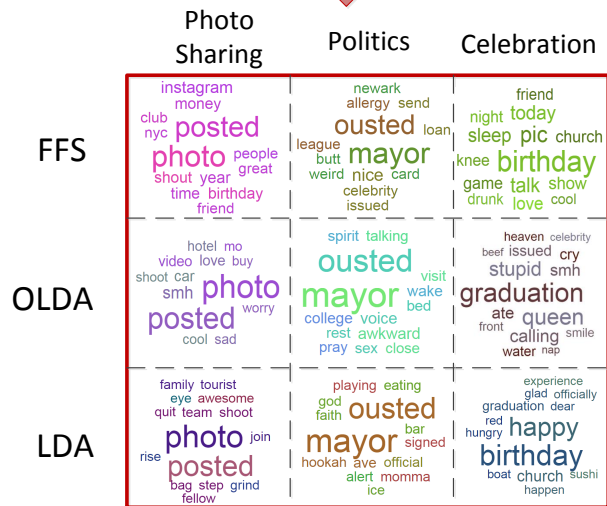 Photo
Sharing
Politics
Celebration
FFS
instagram
money
club
nyc
posted
photo
people
great
shout year
time birthday
friend
newark
allergy send
ousted
loan
league
butt
mayor
weird
nice card
celebrity
issued
friend
night today
sleep pic church
knee birthday
game talk show
drunk love cool
OLDA
hotel mo
video love buy
shoot car
smh
photo
worry
posted
cool sad
spirit talking
ousted
visit
mayor
wake
bed
college voice
rest awkward
pray sex close
heaven celebrity
beef issued cry
stupid smh
graduation
ate queen
front
calling smile
water nap
LDA
family tourist
eye awesome
quit team shoot
photo join
rise
posted
bag step grind
fellow
playing eating
god
faith
ousted
bar
mayor
signed
hookah ave official
alert momma
ice
experience
glad officially
graduation dear
red
hungry
happy
birthday
boat church sushi
happen